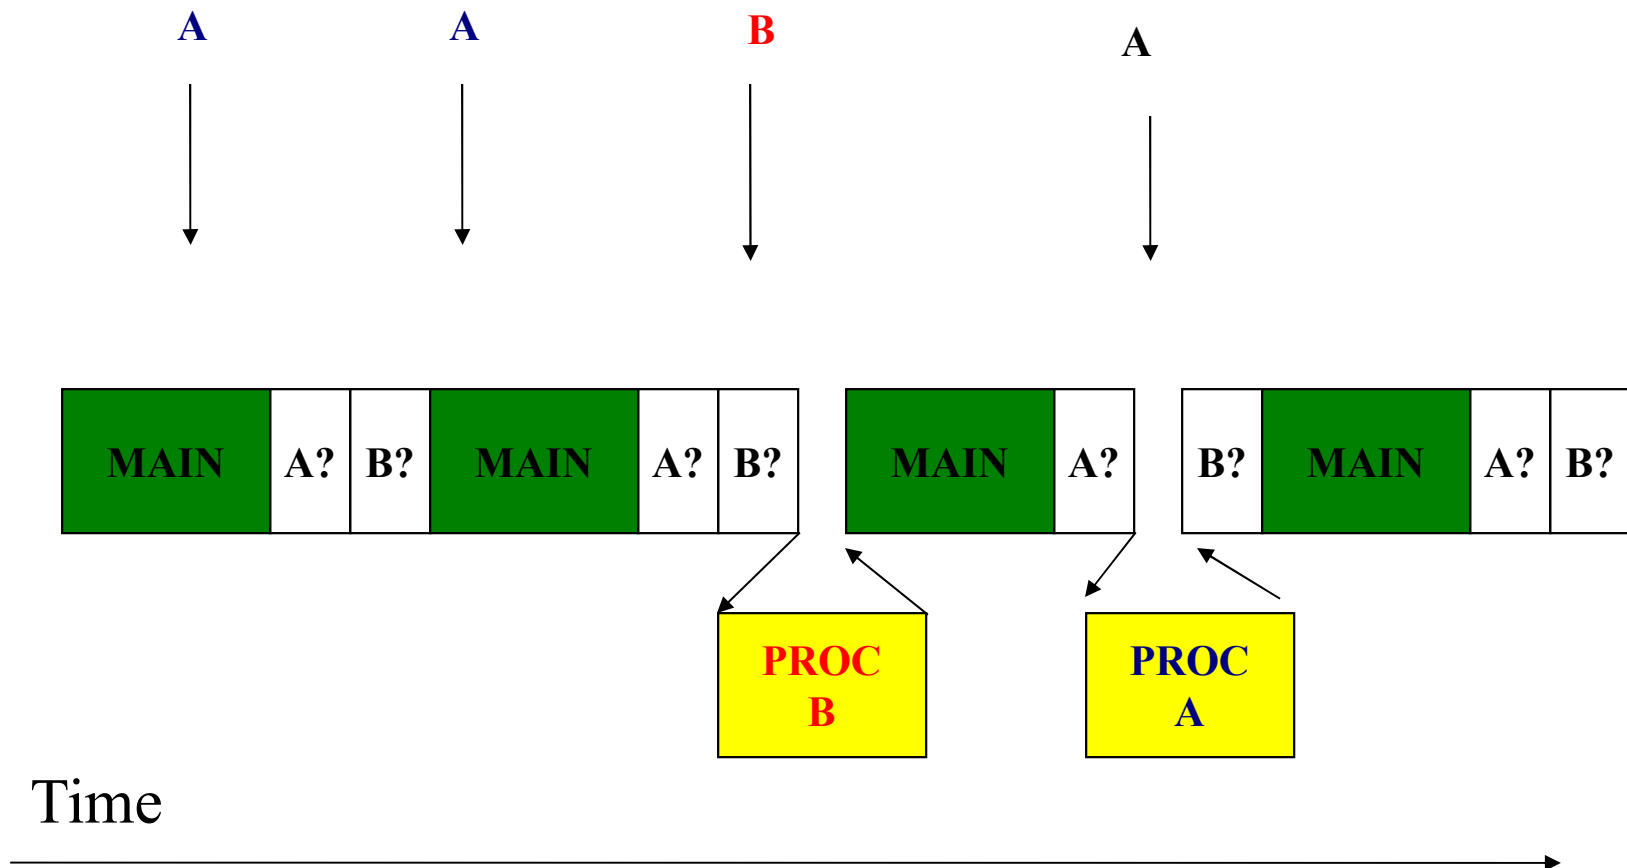 A A B A
MAIN A? B? MAIN A? B? MAIN A? B? MAIN A? B?
PROC PROC
B A
Time